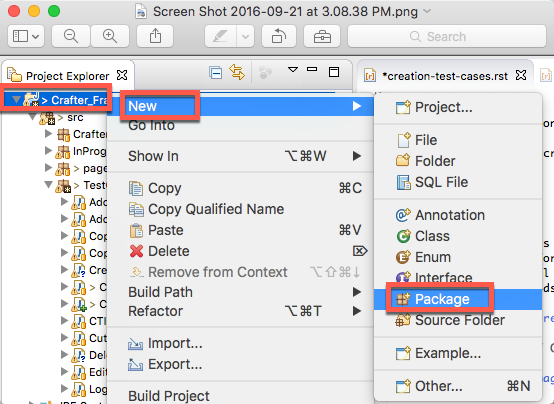 Screen Shot 2016-09-21 at 3.08.38 PM.png
Search
Project Explorer
*creation-test-cases.rst
> Crafter_Fra
> src
Crafter
InProg
> page
> Test
Add
Add
Cop
Cop
Cre
> C
> C
CTI
Cut
Del
Edit
Log
New
Go Into
Show In ⌥⌘W
Copy ⌘C
Copy Qualified Name
Paste ⌘V
Delete ⌦
Remove from Context ⌥⇧⌘↓
Build Path
Refactor ⌥⌘T
Import...
Export...
Build Project
Project...
File
Folder
SQL File
Annotation
Class
Enum
Interface
Package
Source Folder
Example...
Other... ⌘N